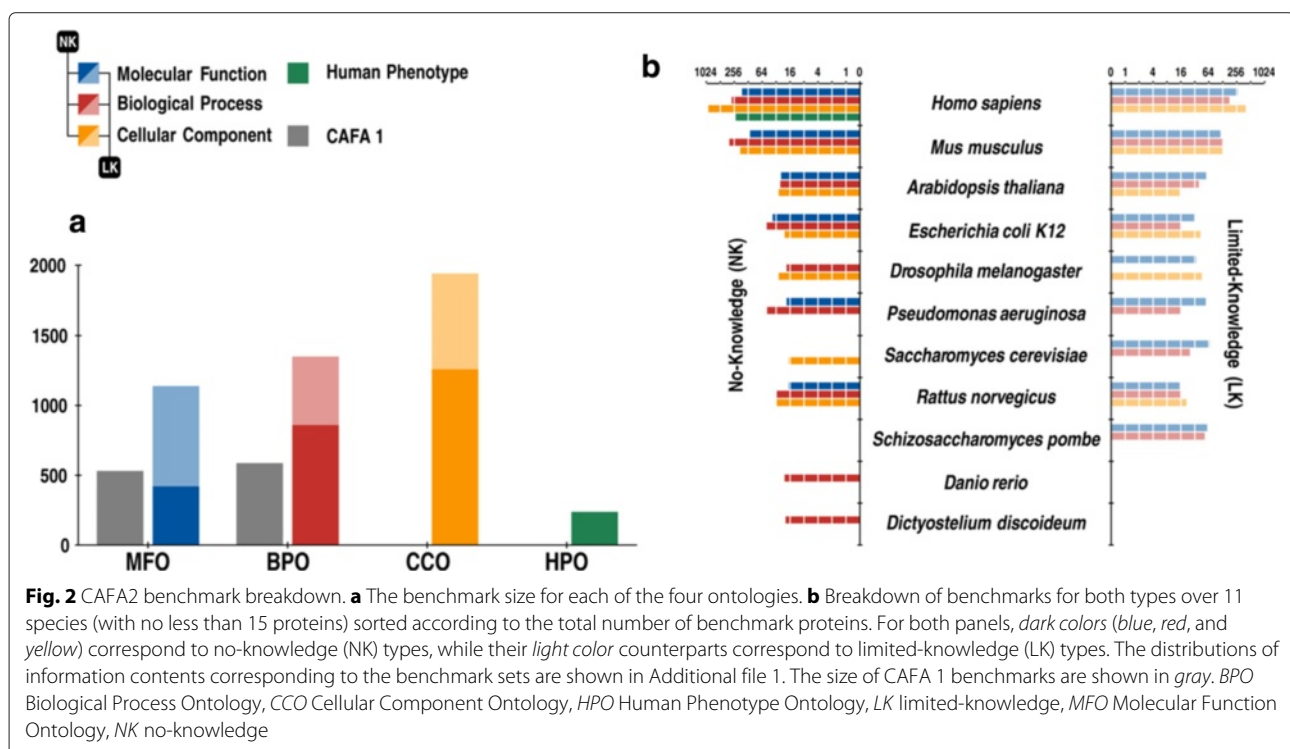 NK
Molecular Function
Human Phenotype
Biological Process
Cellular Component
CAFA 1
LK
a
2000
1500
1000
500
0
MFO
BPO
CCO
HPO
b
1024 256 64 16 4 1 0
0 1 4 16 64 256 1024
No-Knowledge (NK)
Homo sapiens
Mus musculus
Arabidopsis thaliana
Escherichia coli K12
Drosophila melanogaster
Pseudomonas aeruginosa
Saccharomyces cerevisiae
Rattus norvegicus
Schizosaccharomyces pombe
Danio rerio
Dictyostelium discoideum
Limited-Knowledge (LK)
Fig. 2 CAFA2 benchmark breakdown. a The benchmark size for each of the four ontologies. b Breakdown of benchmarks for both types over 11
species (with no less than 15 proteins) sorted according to the total number of benchmark proteins. For both panels, dark colors (blue, red, and
yellow) correspond to no-knowledge (NK) types, while their light color counterparts correspond to limited-knowledge (LK) types. The distributions of
information contents corresponding to the benchmark sets are shown in Additional file 1. The size of CAFA 1 benchmarks are shown in gray. BPO
Biological Process Ontology, CCO Cellular Component Ontology, HPO Human Phenotype Ontology, LK limited-knowledge, MFO Molecular Function
Ontology, NK no-knowledge